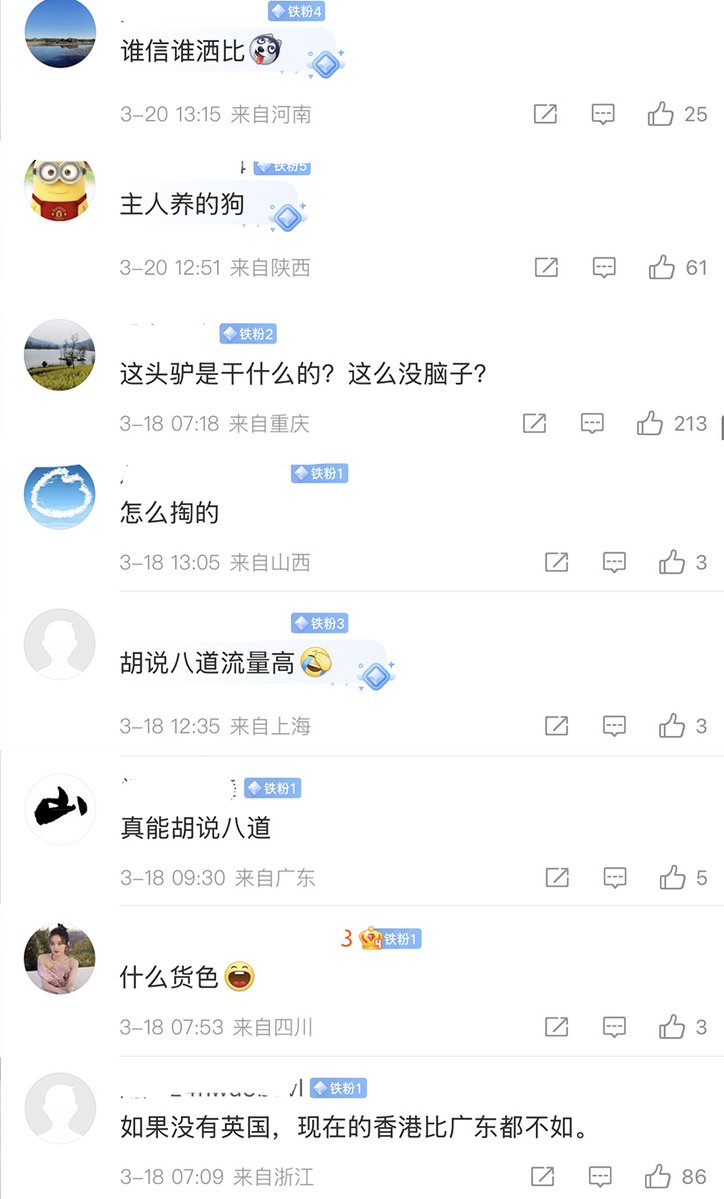 铁粉4
谁信谁洒比
3-20 13:15 来自河南
25
铁粉5
主人养的狗
3-20 12:51 来自陕西
61
铁粉2
这头驴是干什么的？这么没脑子？
3-18 07:18 来自重庆
213
铁粉1
怎么掏的
3-18 13:05 来自山西
3
铁粉3
胡说八道流量高
3-18 12:35 来自上海
3
铁粉1
真能胡说八道
3-18 09:30 来自广东
5
3 铁粉1
什么货色
3-18 07:53 来自四川
3
铁粉1
如果没有英国，现在的香港比广东都不如。
3-18 07:09 来自浙江
86